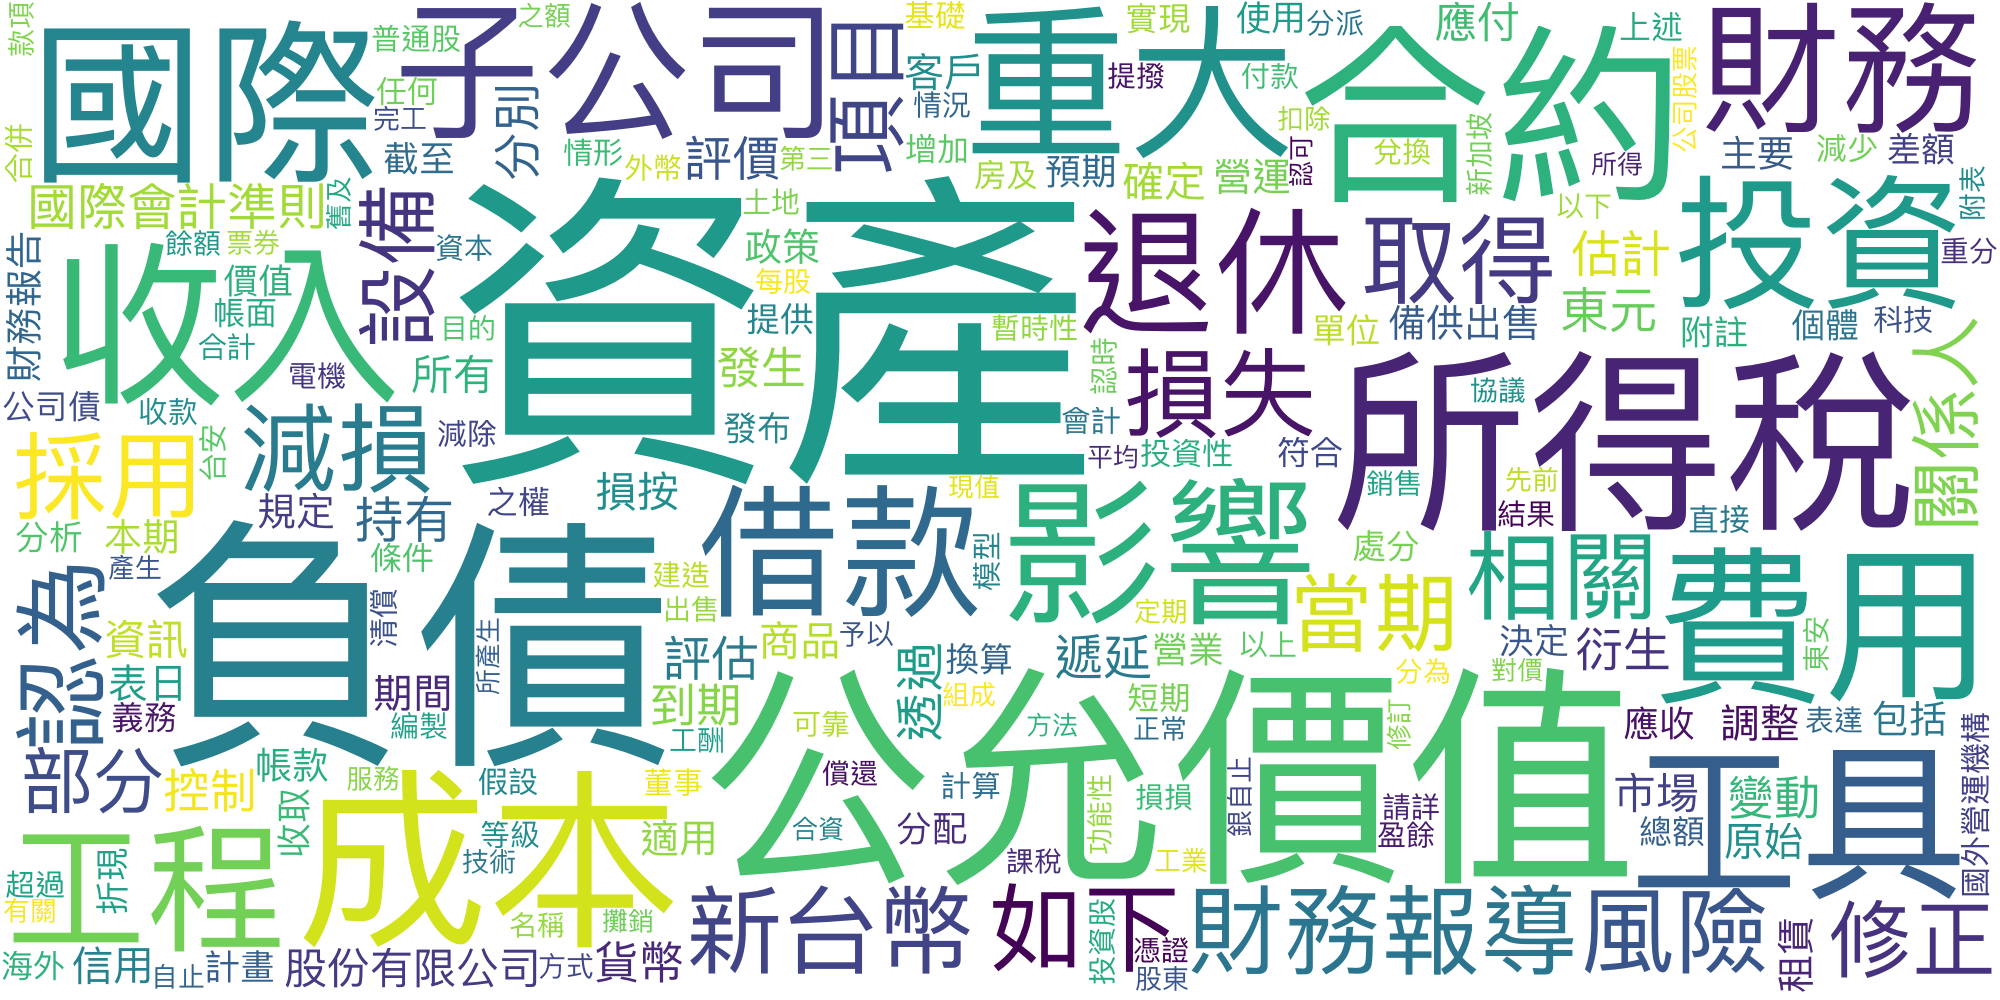 款項
國際
普通股
之額
任何
完工
截至
子公司
分別
項目
基礎
客戶
情況
重大
實現
提撥
使用
付款
分派
應付
上述
合約
公司股票
財務
合併
情形
外幣
評價
第三
增加
房及
預期
確定
營運
認可
扣除
兌換
新加坡
所得
主要
減少
差額
國際會計準則
舊及
設備
土地
資產
退休
取得
以下
估計
投資
附表
重分
財務報告
餘額
票券
收入
價值
帳面
合計
資本
政策
每股
目的
提供
暫時性
單位
備供出售
東元
附註
個體
科技
電機
所有
發生
認時
損失
所得稅
協議
關係人
公司債
收款
減損
減除
發布
會計
平均
投資性
符合
銷售
先前
採用
台安
規定
持有
之權
損按
現值
影響
結果
直接
分析
本期
產生
條件
負債
借款
模型
處分
相關
費用
認為
資訊
清償
所產生
建造
出售
當期
定期
表日
義務
期間
編製
評估
商品
予以
透過
換算
遞延
營業
以上
決定
衍生
對價
東安
到期
工酬
公允價值
組成
短期
正常
方法
分為
修訂
應收
調整
表達
包括
國外營運機構
部分
控制
帳款
服務
假設
董事
可靠
償還
計算
功能性
損損
銀自止
請詳
盈餘
市場
總額
變動
原始
工具
工程
收取
成本
等級
技術
適用
合資
分配
課稅
工業
超過
有關
折現
名稱
攤銷
新台幣
如下
投資股
憑證
股東
財務報導
風險
租賃
修正
海外
信用
自止
計畫
股份有限公司
方式
貨幣